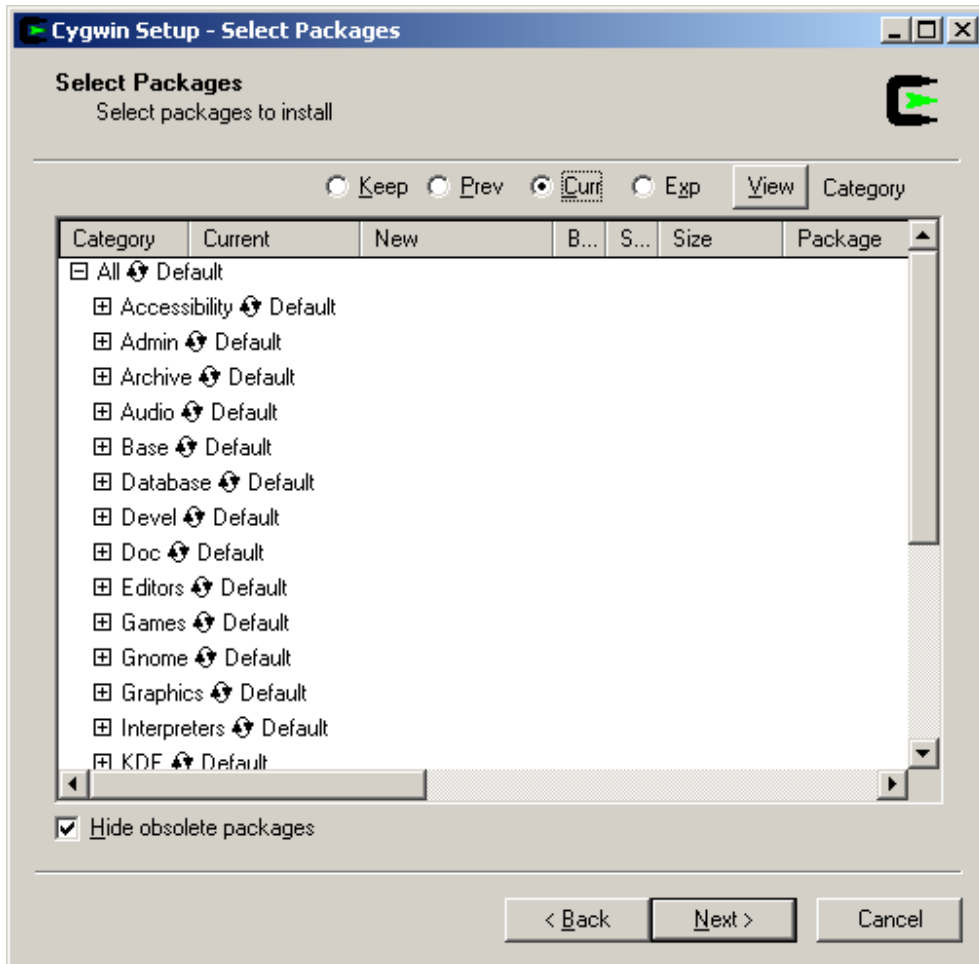 Cygwin Setup - Select Packages
Select Packages
Select packages to install
Keep Prev Curr Exp View Category
Category Current New B... S... Size Package
All Default
Accessibility Default
Admin Default
Archive Default
Audio Default
Base Default
Database Default
Devel Default
Doc Default
Editors Default
Games Default
Gnome Default
Graphics Default
Interpreters Default
KDE Default
Hide obsolete packages
< Back Next > Cancel